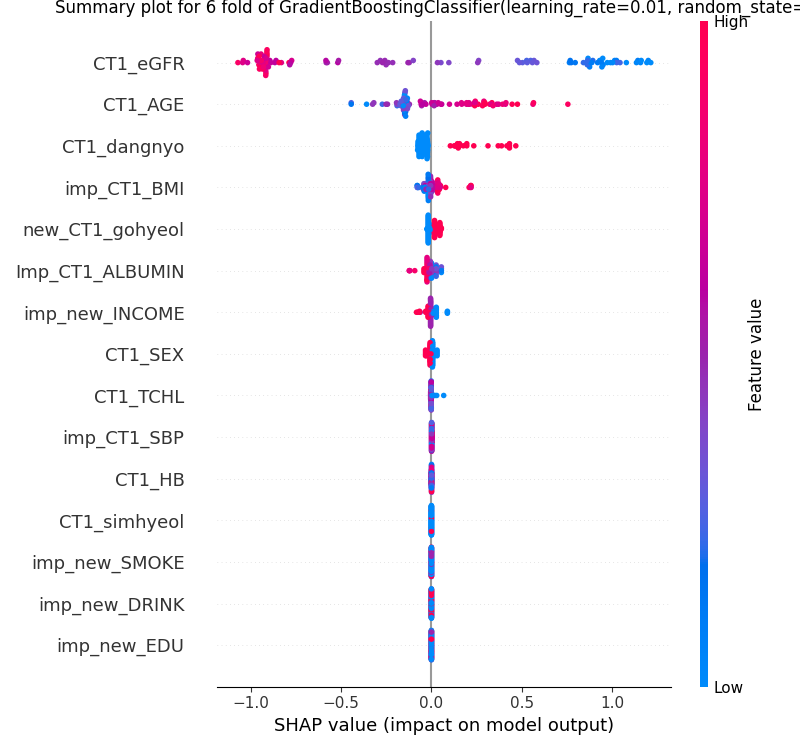 Summary plot for 6 fold of GradientBoostingClassifier(learning_rate=0.01, random_state=
High
CT1_eGFR
CT1_AGE
CT1_dangnyo
imp_CT1_BMI
new_CT1_gohyeol
Imp_CT1_ALBUMIN
imp_new_INCOME
CT1_SEX
CT1_TCHL
imp_CT1_SBP
CT1_HB
CT1_simhyeol
imp_new_SMOKE
imp_new_DRINK
imp_new_EDU
Feature value
Low
−1.0 −0.5 0.0 0.5 1.0
SHAP value (impact on model output)